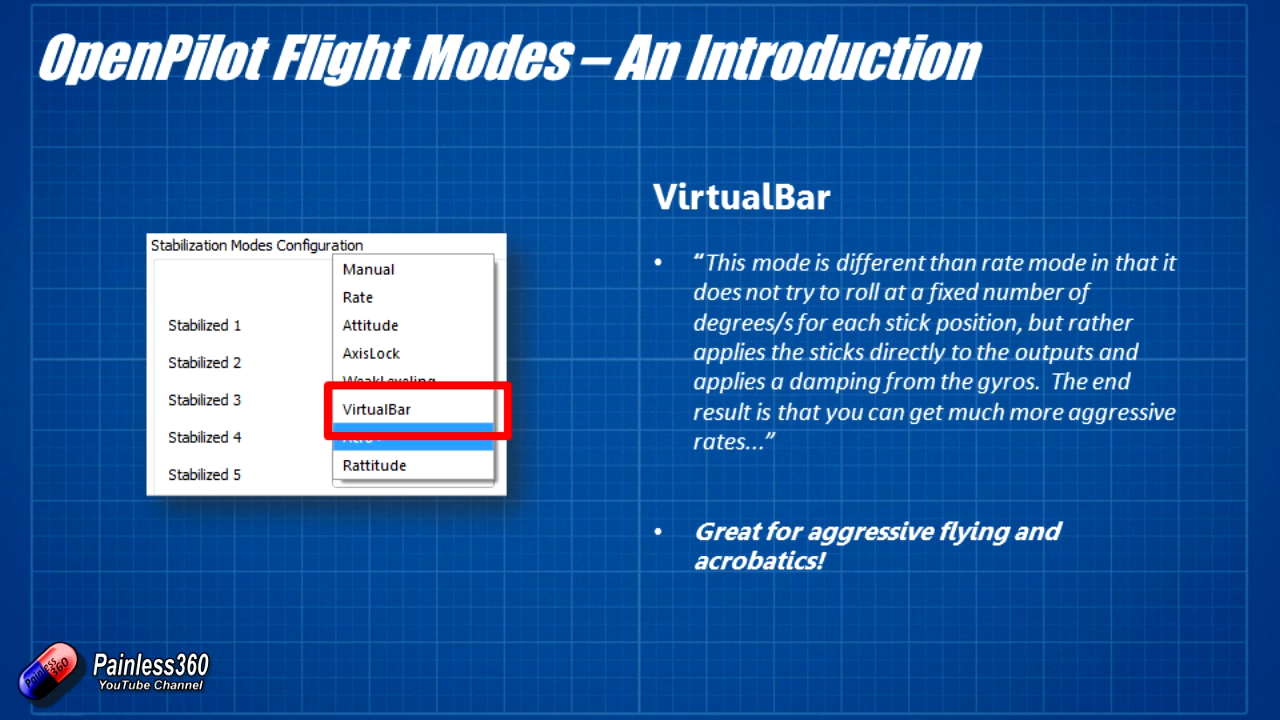 OpenPilot Flight Modes – An Introduction
Stabilization Modes Configuration
Manual
Rate
Attitude
AxisLock
WeakLeveling
VirtualBar
Rattitude
Stabilized 1
Stabilized 2
Stabilized 3
Stabilized 4
Stabilized 5
VirtualBar
• “This mode is different than rate mode in that it
does not try to roll at a fixed number of
degrees/s for each stick position, but rather
applies the sticks directly to the outputs and
applies a damping from the gyros. The end
result is that you can get much more aggressive
rates...”
• Great for aggressive flying and
acrobatics!
Painless
360
Painless360
YouTube Channel